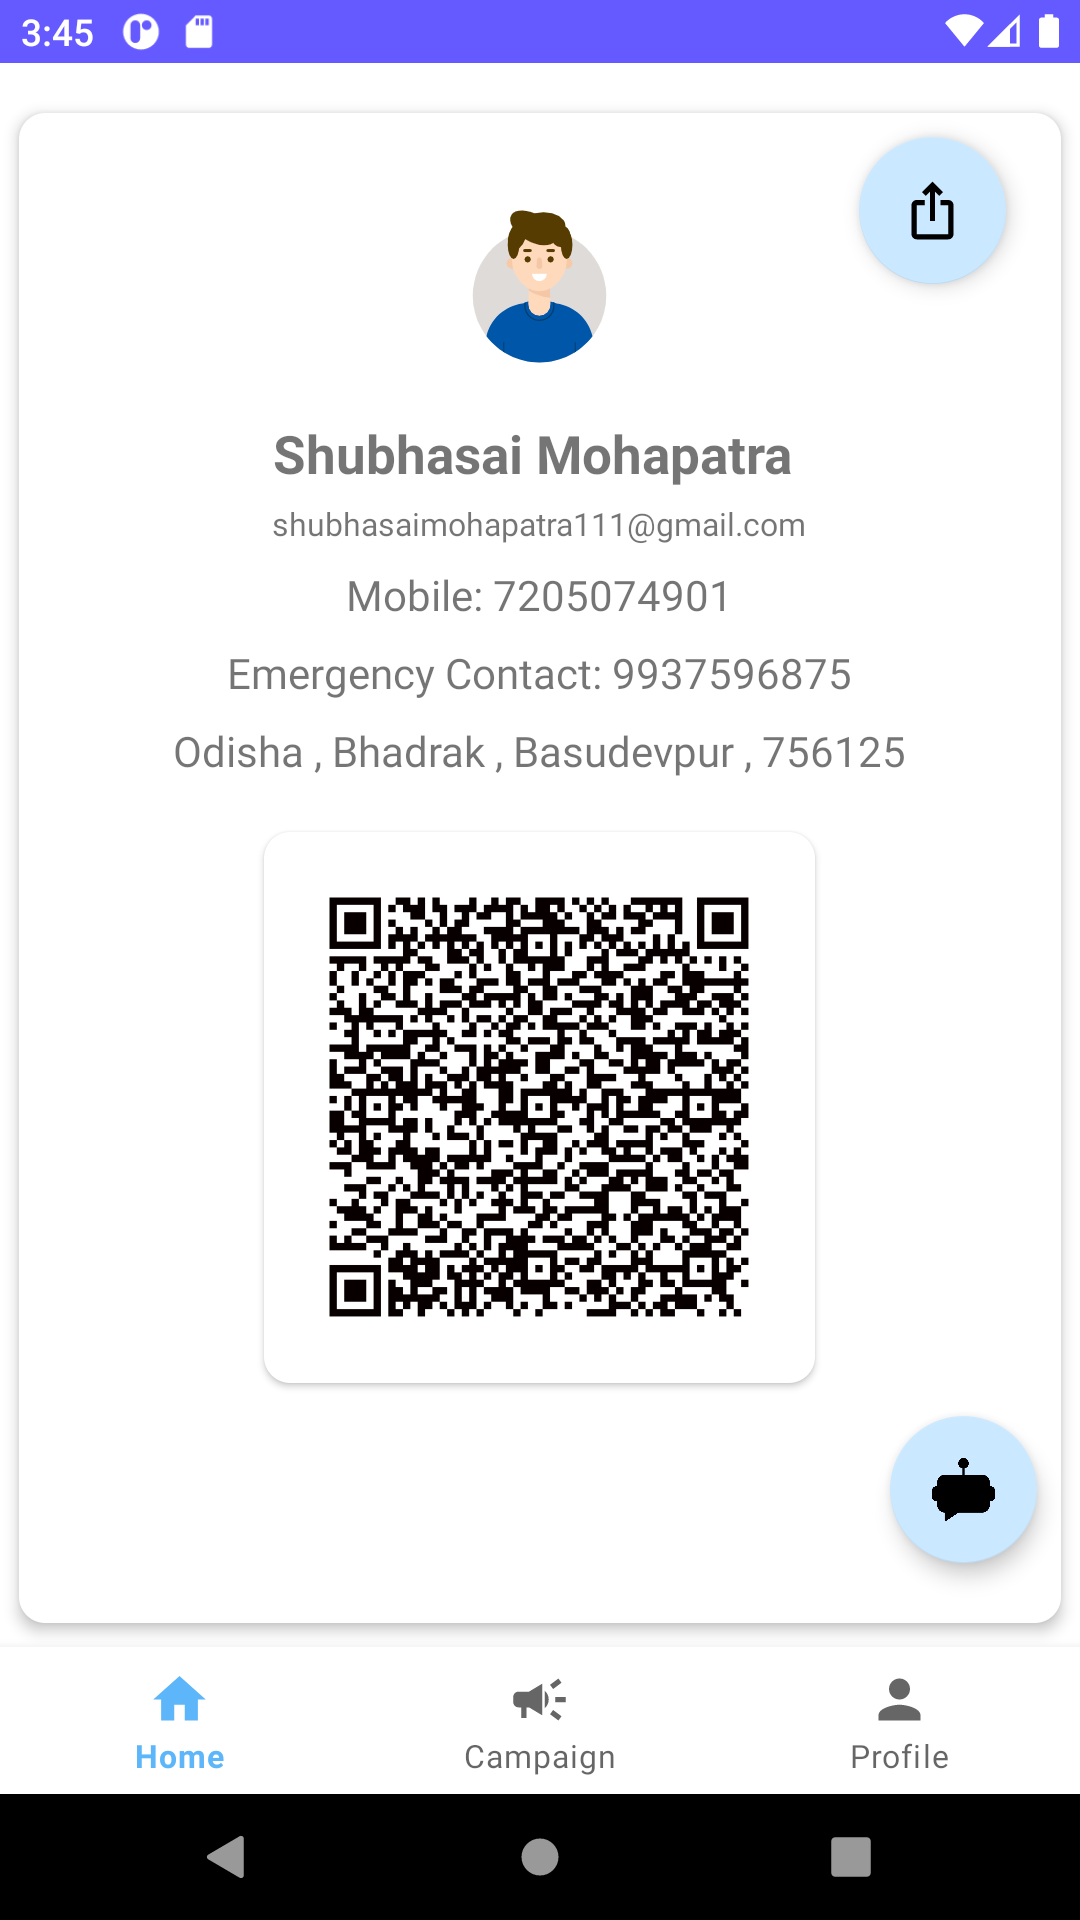 3:45
Shubhasai Mohapatra
shubhasaimohapatra111@gmail.com
Mobile: 7205074901
Emergency Contact: 9937596875
Odisha , Bhadrak , Basudevpur , 756125
Home Campaign Profile